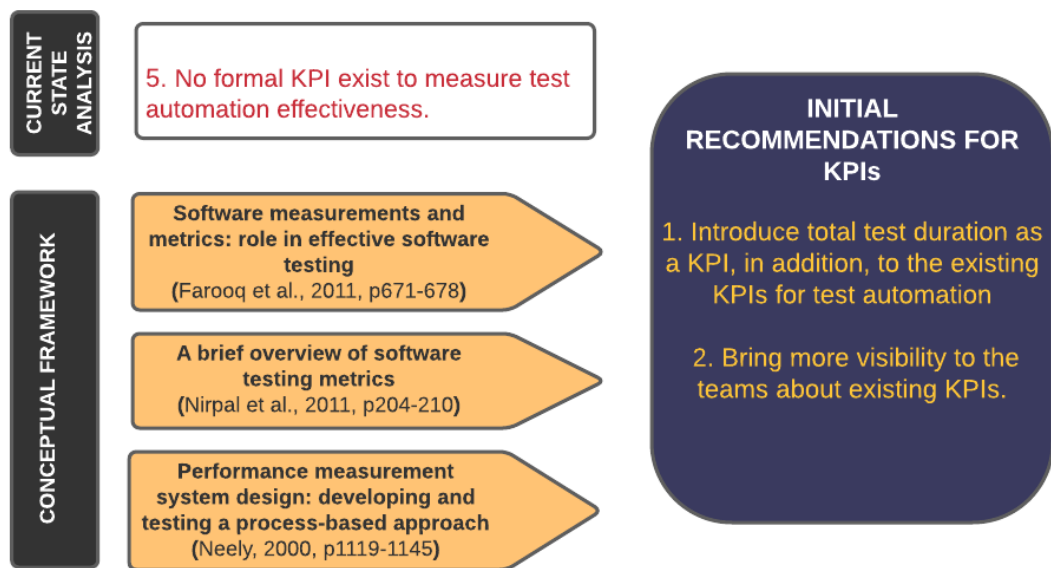 CURRENT
STATE
ANALYSIS
5. No formal KPI exist to measure test
automation effectiveness.
CONCEPTUAL FRAMEWORK
Software measurements and
metrics: role in effective software
testing
(Farooq et al., 2011, p671-678)
A brief overview of software
testing metrics
(Nirpal et al., 2011, p204-210)
Performance measurement
system design: developing and
testing a process-based approach
(Neely, 2000, p1119-1145)
INITIAL
RECOMMENDATIONS FOR
KPIs
1. Introduce total test duration as
a KPI, in addition, to the existing
KPIs for test automation
2. Bring more visibility to the
teams about existing KPIs.